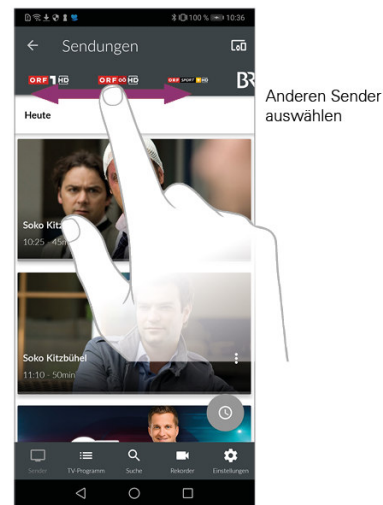 100 % 10:36
Sendungen
ORF 1 HD ORF OÖ HD ORF SPORT HD BR
Anderen Sender
auswählen
Heute
Soko Kitz
10:25 - 45m
Soko Kitzbühel
11:10 - 50min
Sender TV-Programm Suche Rekorder Einstellungen